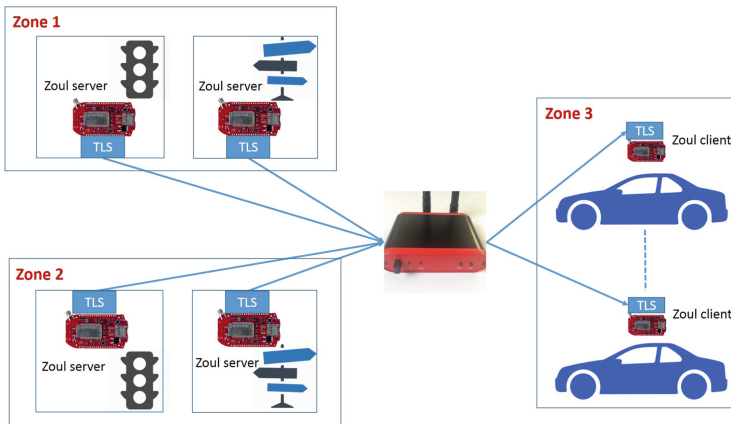 Zone 1
Zoul server
TLS
Zoul server
TLS
Zone 2
TLS
Zoul server
TLS
Zoul server
Zone 3
TLS
Zoul client
TLS
Zoul client